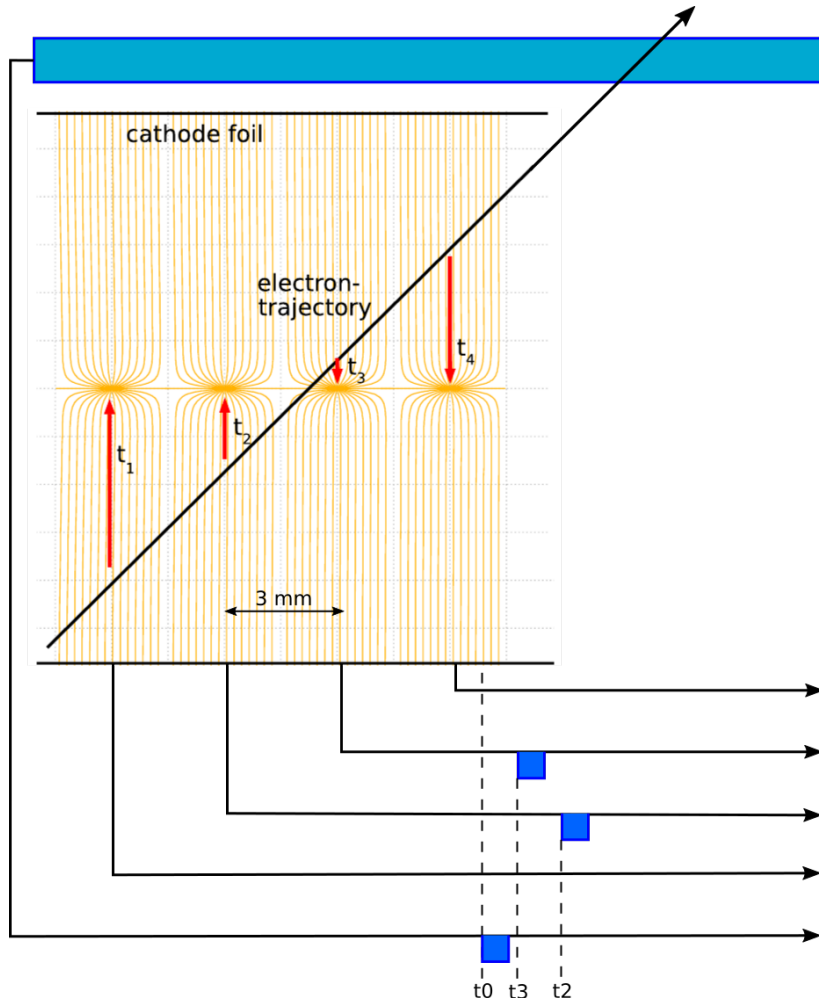 cathode foil
electron-
trajectory
t3
t4
t2
t1
3 mm
t0
t3
t2